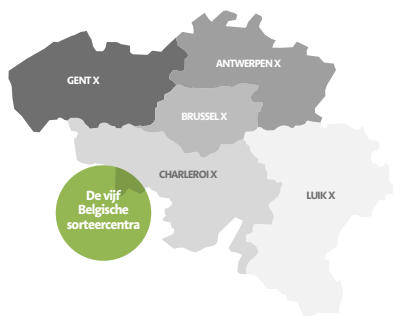 ANTWERPEN X
GENT X
BRUSSEL X
CHARLEROI X
LUIK X
De vijf
Belgische
sorteercentra